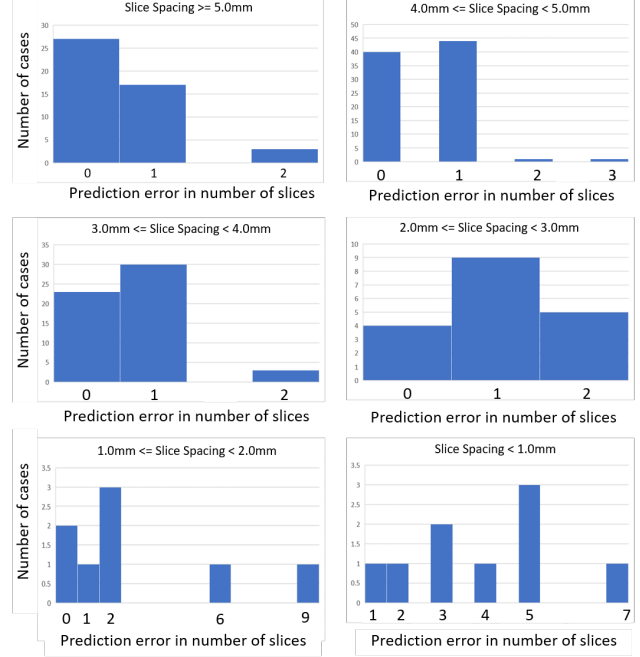 Slice Spacing >= 5.0mm
Number of cases
30
25
20
15
10
5
0
0 1 2
Prediction error in number of slices
4.0mm <= Slice Spacing < 5.0mm
50
45
40
35
30
25
20
15
10
5
0
0 1 2 3
Prediction error in number of slices
3.0mm <= Slice Spacing < 4.0mm
Number of cases
35
30
25
20
15
10
5
0
0 1 2
Prediction error in number of slices
2.0mm <= Slice Spacing < 3.0mm
10
9
8
7
6
5
4
3
2
1
0
0 1 2
Prediction error in number of slices
1.0mm <= Slice Spacing < 2.0mm
Number of cases
3.5
3
2.5
2
1.5
1
0.5
0
0 1 2 6 9
Prediction error in number of slices
Slice Spacing < 1.0mm
3.5
3
2.5
2
1.5
1
0.5
0
1 2 3 4 5 7
Prediction error in number of slices